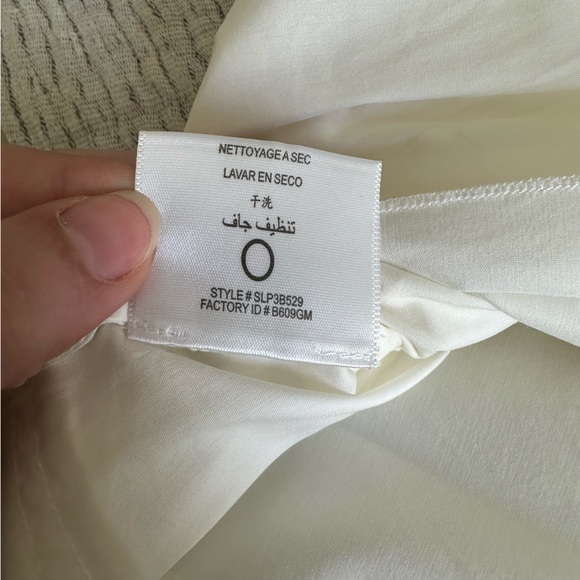 NETTOYAGE A SEC
LAVAR EN SECO
干洗
تنظيف جاف
STYLE # SLP3B529
FACTORY ID # B609GM